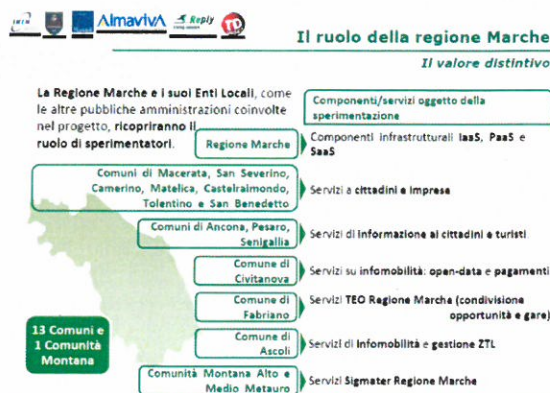 AlmavivA
Reply
Il ruolo della regione Marche
Il valore distintivo
La Regione Marche e i suoi Enti Locali, come
le altre pubbliche amministrazioni coinvolte
nel progetto, ricopriranno il
ruolo di sperimentatori.
Componenti/servizi oggetto della
sperimentazione
Regione Marche
Componenti infrastrutturali IaaS, PaaS e
SaaS
Comuni di Macerata, San Severino,
Camerino, Matelica, Castelraimondo,
Tolentino e San Benedetto
Servizi a cittadini e imprese
Comuni di Ancona, Pesaro,
Senigallia
Servizi di informazione ai cittadini e turisti
Comune di
Civitanova
Servizi su infomobilità: open-data e pagamenti
Comune di
Fabriano
Servizi TEO Regione Marche (condivisione
opportunità e gare)
Comune di
Ascoli
Servizi di infomobilità e gestione ZTL
Comunità Montana Alto e
Medio Metauro
Servizi Sigmater Regione Marche
13 Comuni e
1 Comunità
Montana